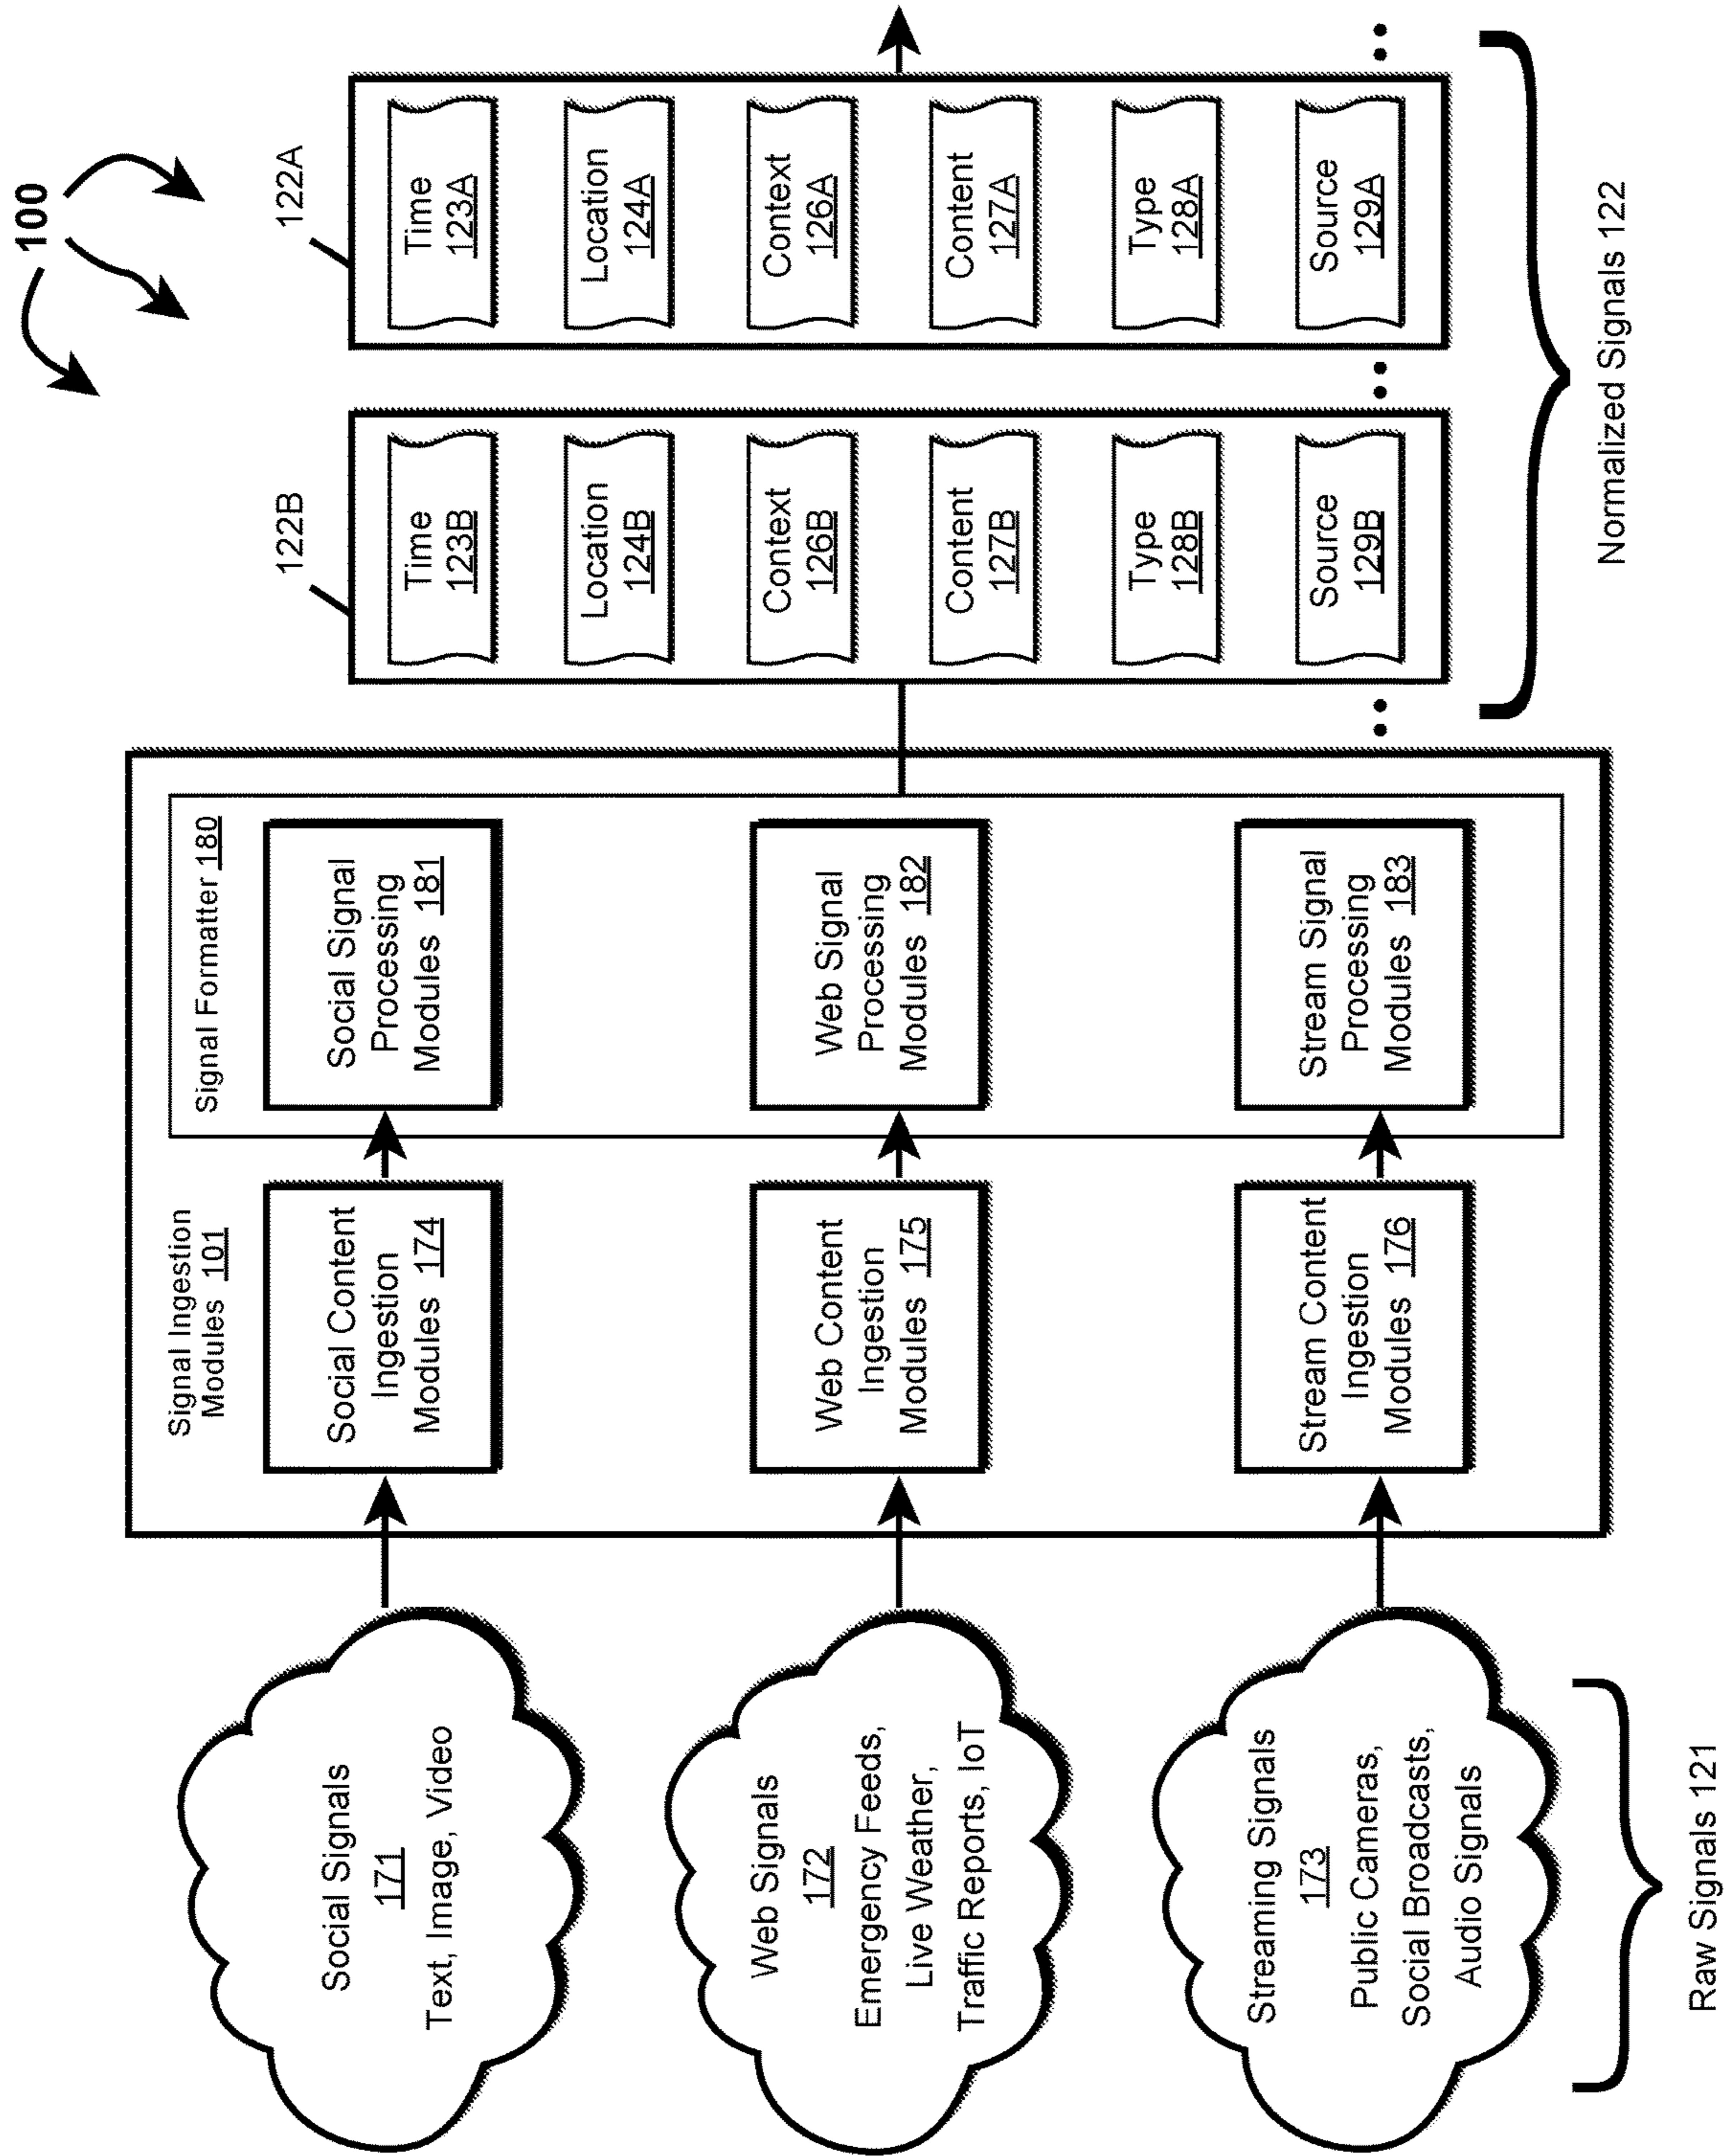 100
Social Signals
171
Text, Image, Video
Web Signals
172
Emergency Feeds,
Live Weather,
Traffic Reports, IoT
Streaming Signals
173
Public Cameras,
Social Broadcasts,
Audio Signals
Raw Signals 121
Signal Ingestion
Modules 101
Social Content
Ingestion
Modules 174
Web Content
Ingestion
Modules 175
Stream Content
Ingestion
Modules 176
Signal Formatter 180
Social Signal
Processing
Modules 181
Web Signal
Processing
Modules 182
Stream Signal
Processing
Modules 183
122B
Time
123B
Location
124B
Context
126B
Content
127B
Type
128B
Source
129B
122A
Time
123A
Location
124A
Context
126A
Content
127A
Type
128A
Source
129A
Normalized Signals 122